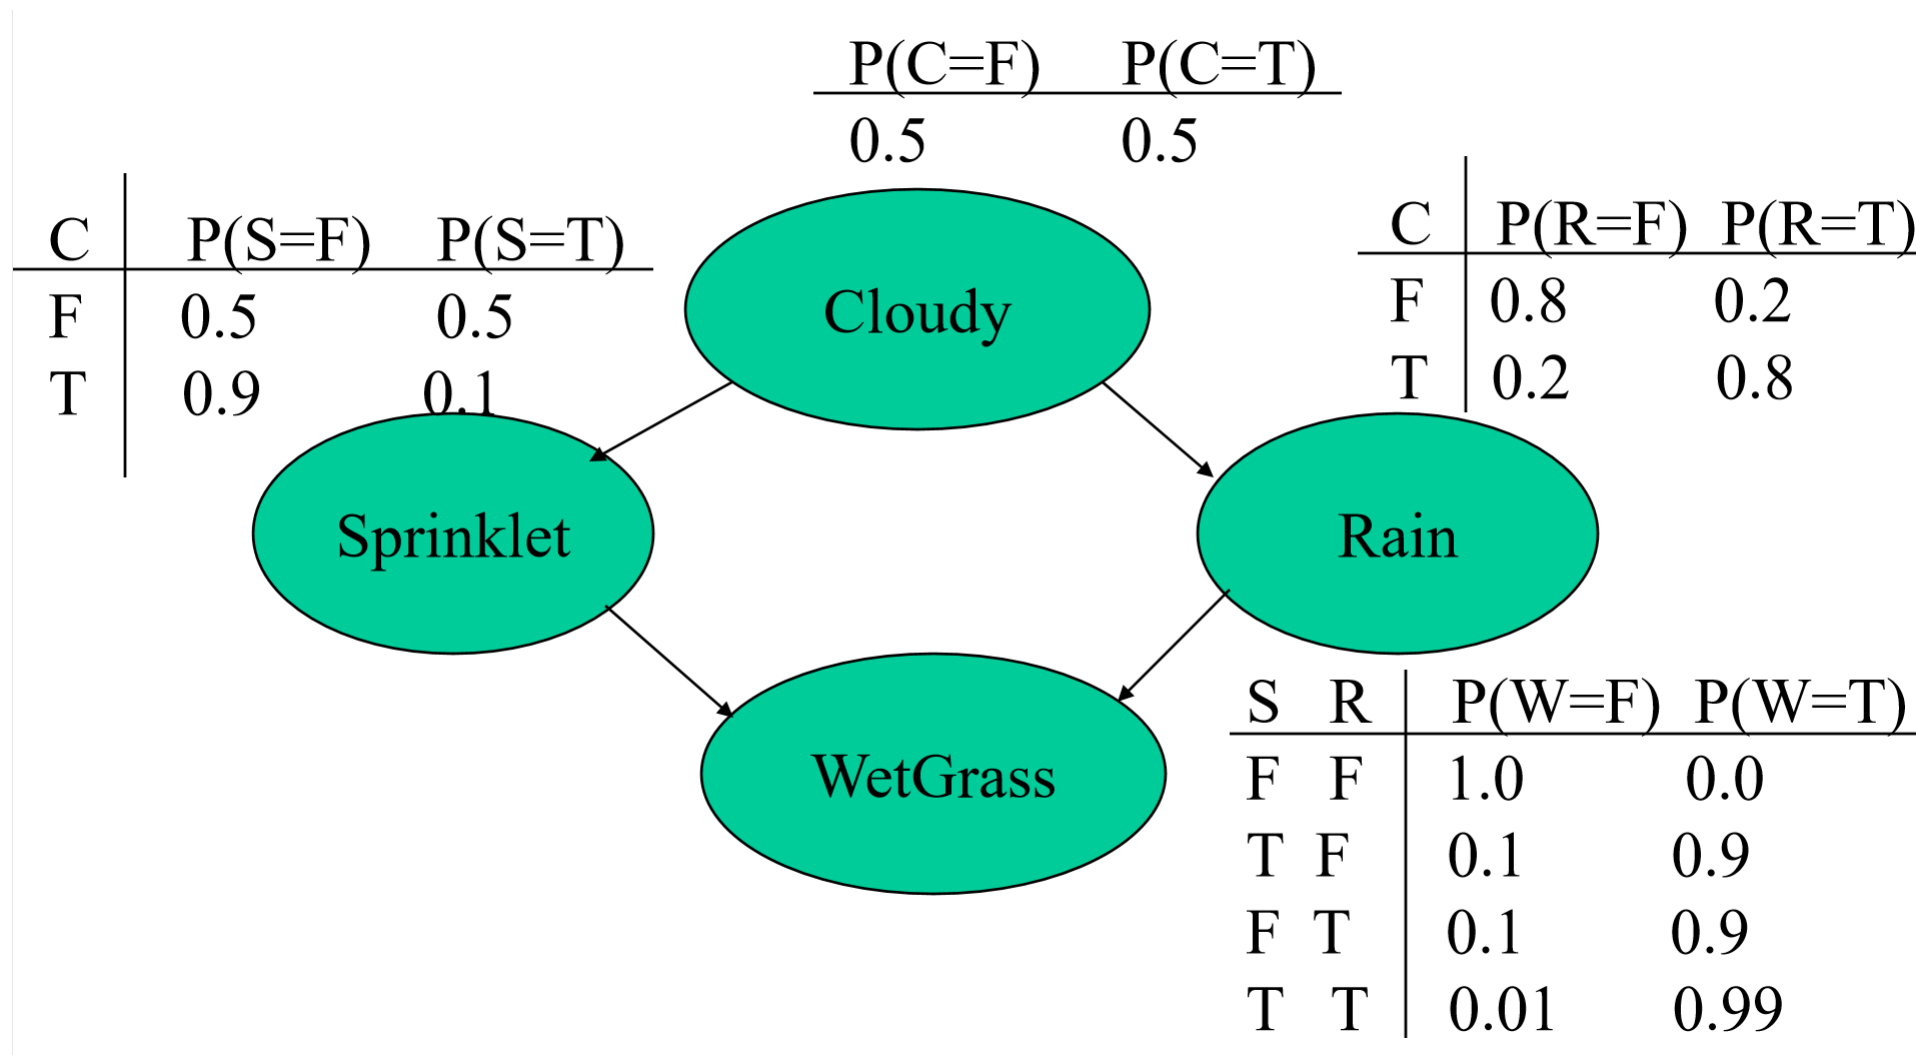 P(C=F) P(C=T)
0.5 0.5
C P(S=F) P(S=T)
F 0.5 0.5
T 0.9 0.1
C P(R=F) P(R=T)
F 0.8 0.2
T 0.2 0.8
Cloudy
Sprinklet
Rain
WetGrass
S R P(W=F) P(W=T)
F F 1.0 0.0
T F 0.1 0.9
F T 0.1 0.9
T T 0.01 0.99